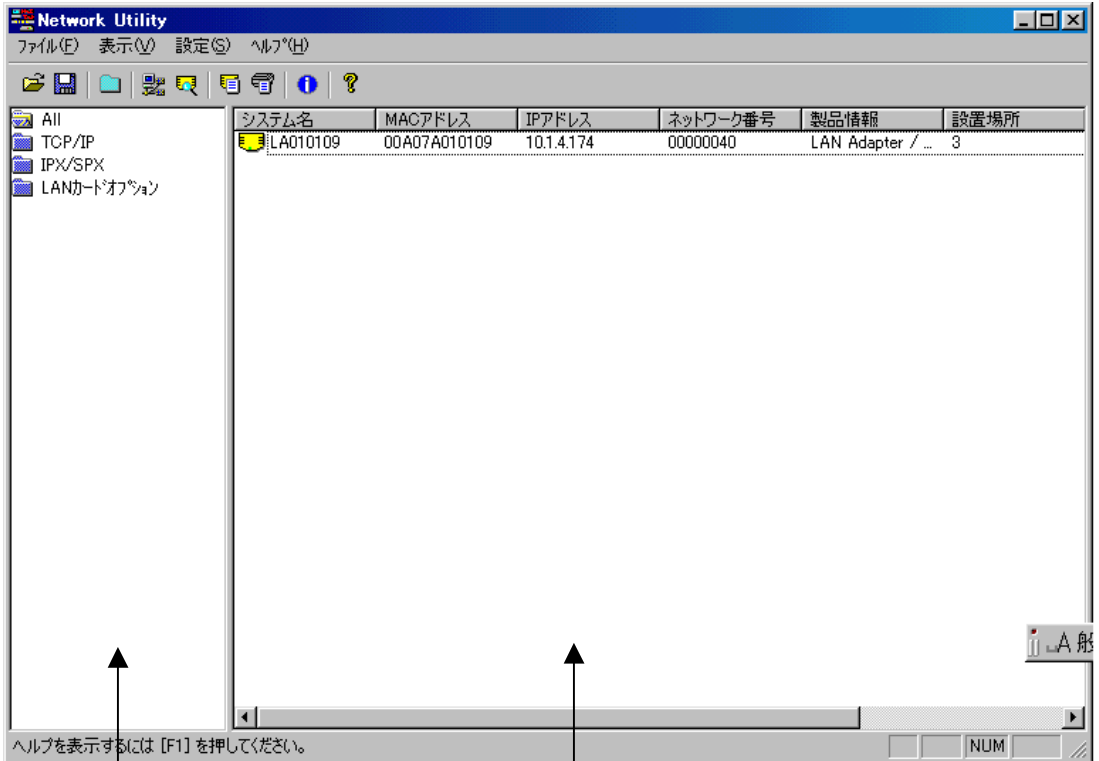 Network Utility
ﾌｧｲﾙ(F) 表示(V) 設定(S) ﾍﾙﾌﾟ(H)
All
TCP/IP
IPX/SPX
LANｶｰﾄﾞｵﾌﾟｼｮﾝ
システム名 MACアドレス IPアドレス ネットワーク番号 製品情報 設置場所
LA010109 00A07A010109 10.1.4.174 00000040 LAN Adapter / ... 3
A 般
ヘルプを表示するには [F1] を押してください。 NUM